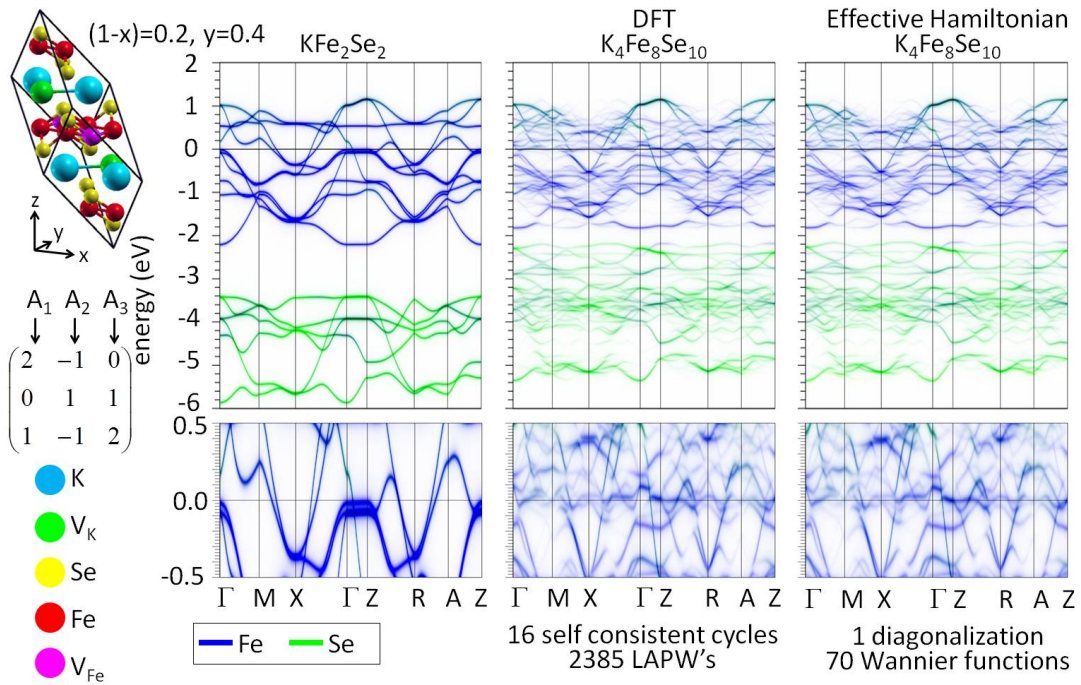 (1-x)=0.2, y=0.4
KFe2Se2
DFT
K4Fe8Se10
Effective Hamiltonian
K4Fe8Se10
z
y
x
A1 A2 A3
2 −1 0
0 1 1
1 −1 2
K
VK
Se
Fe
VFe
energy (eV)
2
1
0
-1
-2
-3
-4
-5
-6
0.5
0.0
-0.5
Γ M X Γ Z R A Z
Γ M X Γ Z R A Z
Γ M X Γ Z R A Z
Fe Se
16 self consistent cycles
2385 LAPW's
1 diagonalization
70 Wannier functions